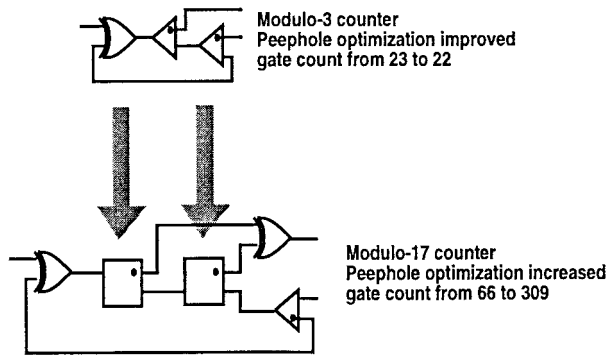 Modulo-3 counter
Peephole optimization improved
gate count from 23 to 22
Modulo-17 counter
Peephole optimization increased
gate count from 66 to 309